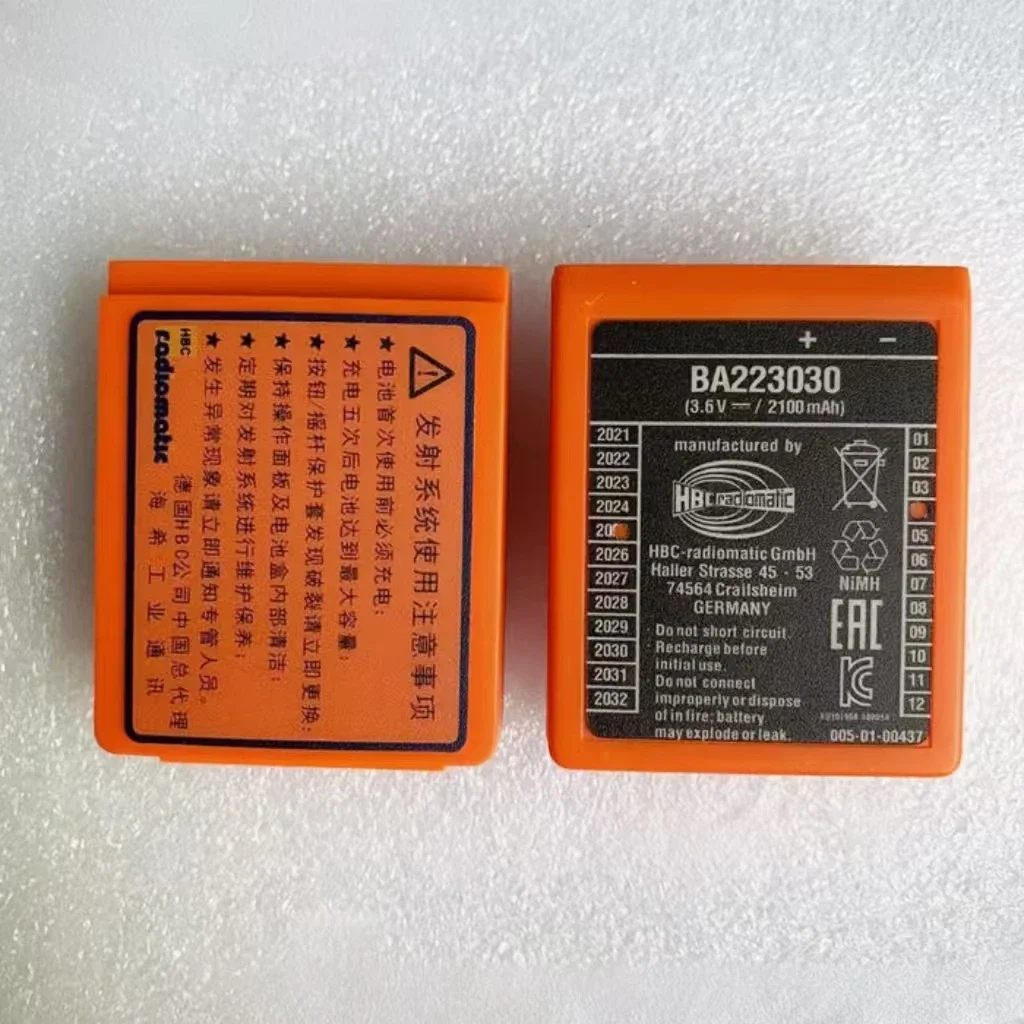 发射系统使用注意事项
★电池首次使用前必须充电;
★充电五次后电池达到最大容量;
★按钮/摇杆保护套发现破裂请立即更换;
★保持操作面板及电池盒内部清洁;
★定期对发射系统进行维护保养;
★发生异常现象请立即通知专管人员。
HBC
radiomatic
德国HBC公司中国总代理
海希工业通讯
+ −
BA223030
(3.6V ⎓ / 2100 mAh)
2021
2022
2023
2024
2026
2027
2028
2029
2030
2031
2032
manufactured by
HBC radiomatic
HBC-radiomatic GmbH
Haller Strasse 45 - 53
74564 Crailsheim
GERMANY
Do not short circuit.
Recharge before
initial use.
Do not connect
improperly or dispose
of in fire: battery
may explode or leak.
NiMH
EAC
KC
005-01-00437
01
02
03
05
06
07
08
09
10
11
12